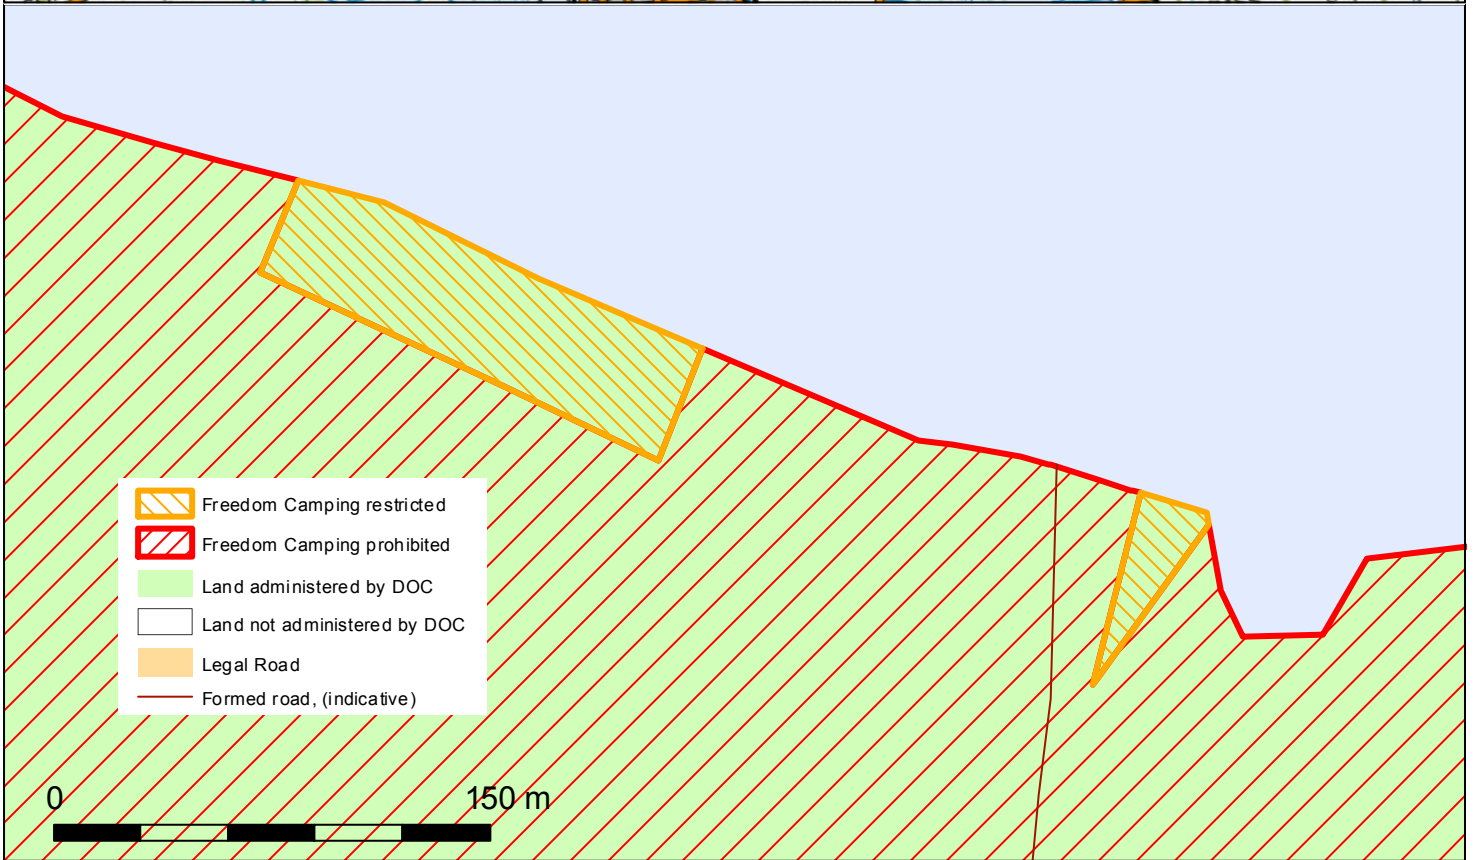 Freedom Camping restricted
Freedom Camping prohibited
Land administered by DOC
Land not administered by DOC
Legal Road
Formed road, (indicative)
0 150 m